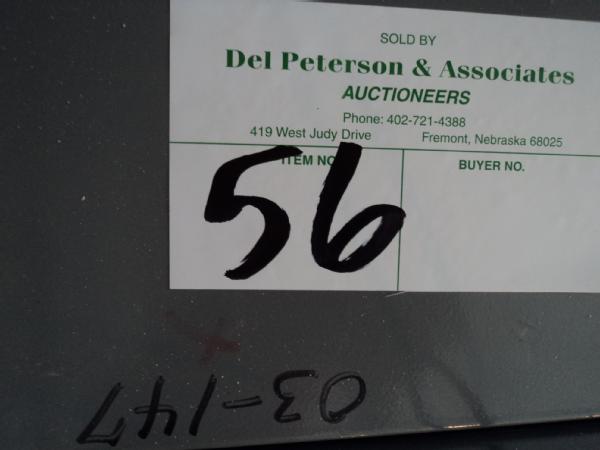 SOLD BY
Del Peterson & Associates
AUCTIONEERS
Phone: 402-721-4388
419 West Judy Drive Fremont, Nebraska 68025
ITEM NO. BUYER NO.
56
03-147